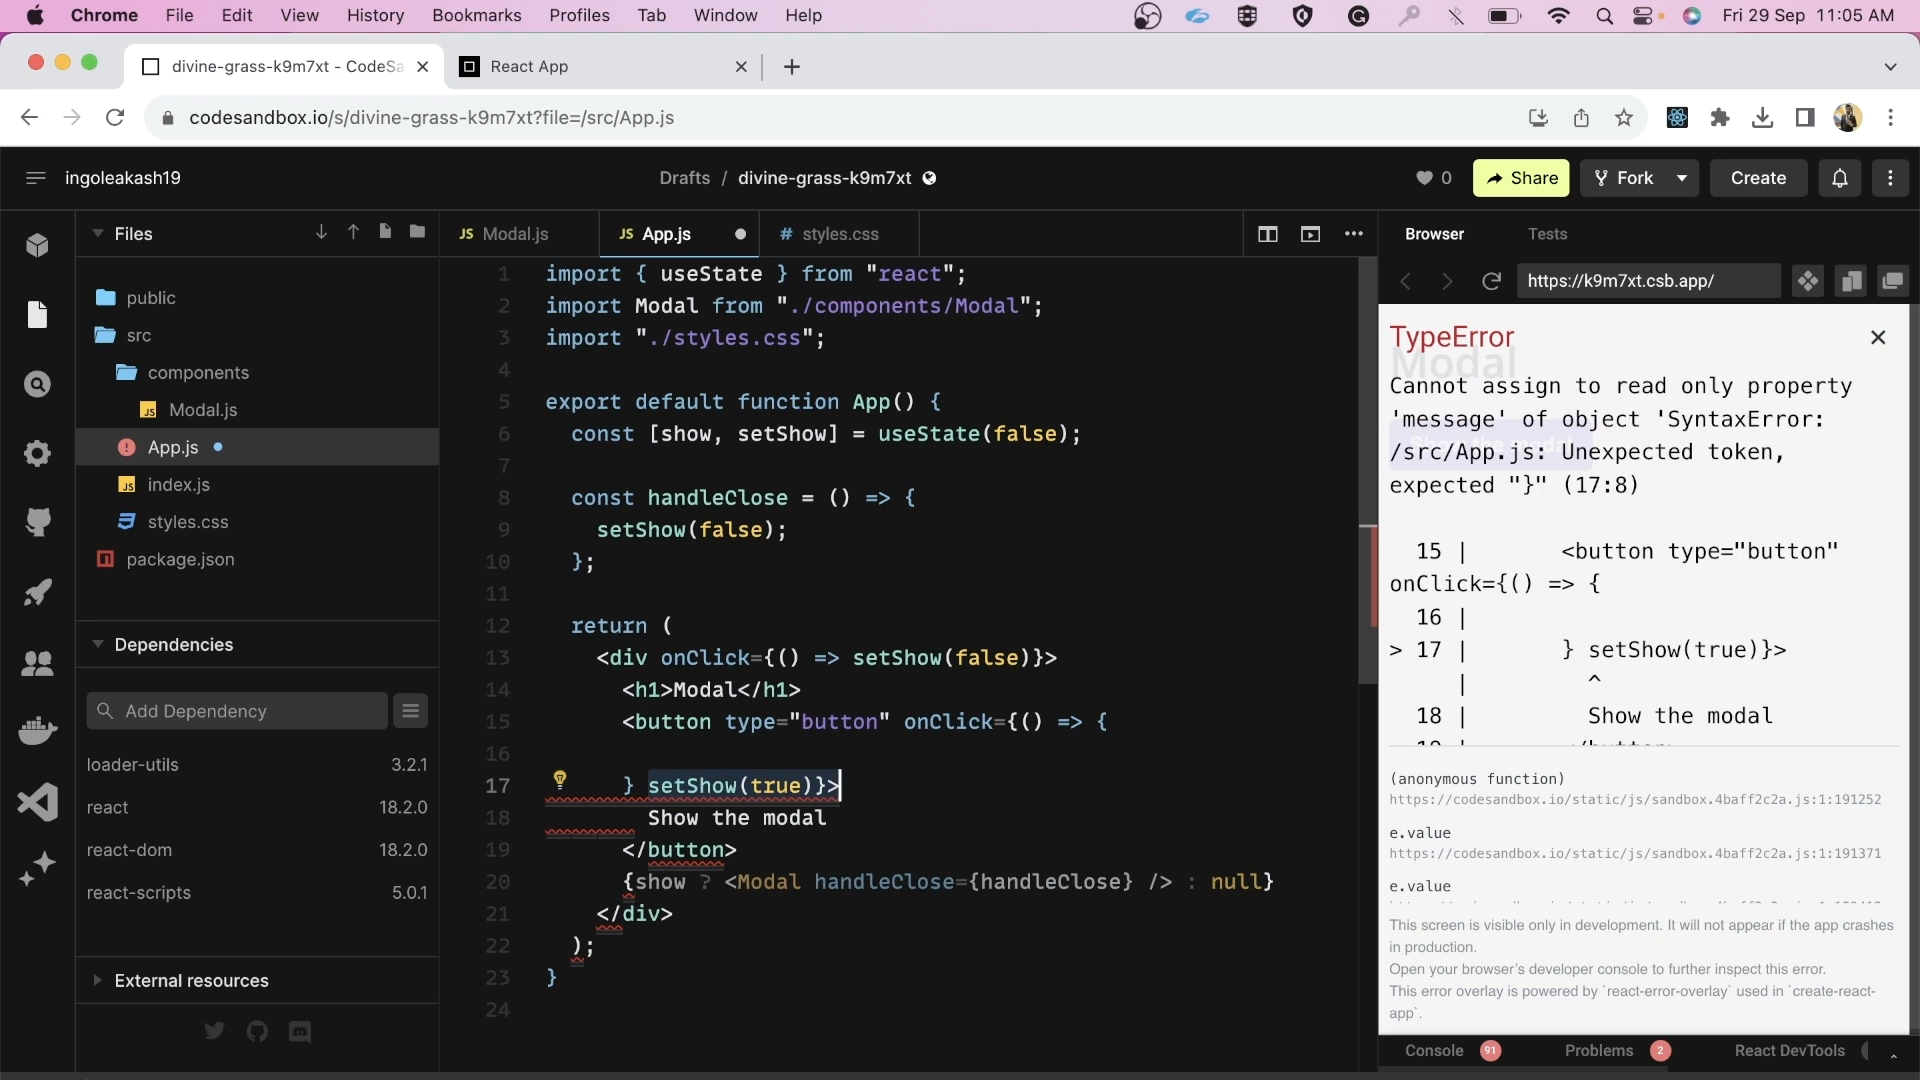 Chrome File Edit View History Bookmarks Profiles Tab Window Help Fri 29 Sep 11:05 AM
divine-grass-k9m7xt - CodeSa
React App
codesandbox.io/s/divine-grass-k9m7xt?file=/src/App.js
ingoleakash19
Drafts / divine-grass-k9m7xt
0
Share
Fork
Create
Files
public
src
components
JS Modal.js
App.js
JS index.js
styles.css
package.json
Dependencies
Add Dependency
loader-utils 3.2.1
react 18.2.0
react-dom 18.2.0
react-scripts 5.0.1
External resources
JS Modal.js
JS App.js
# styles.css
1 import { useState } from "react";
2 import Modal from "./components/Modal";
3 import "./styles.css";
4
5 export default function App() {
6 const [show, setShow] = useState(false);
7
8 const handleClose = () => {
9 setShow(false);
10 };
11
12 return (
13 <div onClick={() => setShow(false)}>
14 <h1>Modal</h1>
15 <button type="button" onClick={() => {
16
17 } setShow(true)}>
18 Show the modal
19 </button>
20 {show ? <Modal handleClose={handleClose} /> : null}
21 </div>
22 );
23 }
24
Browser Tests
https://k9m7xt.csb.app/
TypeError
Modal
Cannot assign to read only property
'message' of object 'SyntaxError:
/src/App.js: Unexpected token,
expected "}" (17:8)
15 | <button type="button"
onClick={() => {
16 |
> 17 | } setShow(true)}>
| ^
18 | Show the modal
(anonymous function)
https://codesandbox.io/static/js/sandbox.4baff2c2a.js:1:191252
e.value
https://codesandbox.io/static/js/sandbox.4baff2c2a.js:1:191371
e.value
This screen is visible only in development. It will not appear if the app crashes
in production.
Open your browser's developer console to further inspect this error.
This error overlay is powered by `react-error-overlay` used in `create-react-
app`.
Console 91
Problems 2
React DevTools